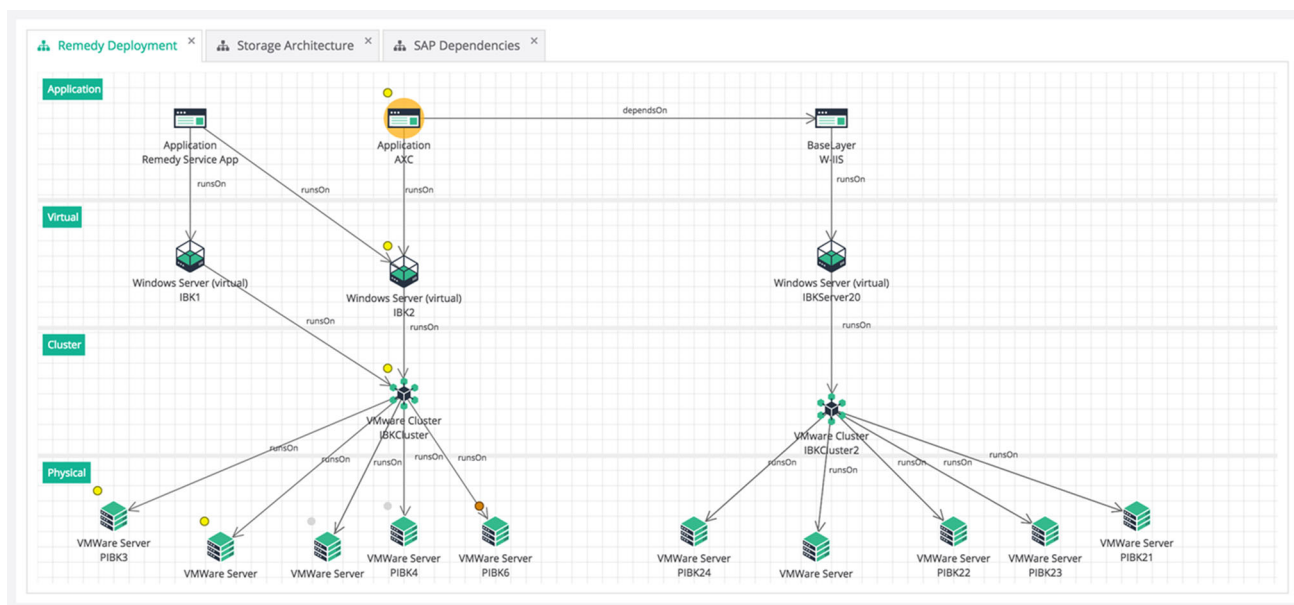 Remedy Deployment
Storage Architecture
SAP Dependencies
Application
dependsOn
Application
Remedy Service App
Application
AXC
BaseLayer
W-IIS
runsOn
runsOn
runsOn
runsOn
Virtual
Windows Server (virtual)
IBK1
Windows Server (virtual)
IBK2
Windows Server (virtual)
IBKServer20
runsOn
runsOn
runsOn
Cluster
VMware Cluster
IBKCluster
VMware Cluster
IBKCluster2
runsOn
runsOn
runsOn
runsOn
runsOn
runsOn
runsOn
runsOn
runsOn
runsOn
Physical
VMWare Server
PIBK3
VMWare Server
VMWare Server
VMWare Server
PIBK4
VMWare Server
PIBK6
VMWare Server
PIBK24
VMWare Server
VMWare Server
PIBK22
VMWare Server
PIBK23
VMWare Server
PIBK21